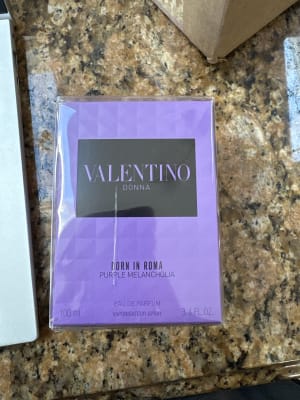 VALENTINO
DONNA
BORN IN ROMA
PURPLE MELANCHOLIA
EAU DE PARFUM
VAPORISATEUR SPRAY
100 ml 3.4 FL.OZ.